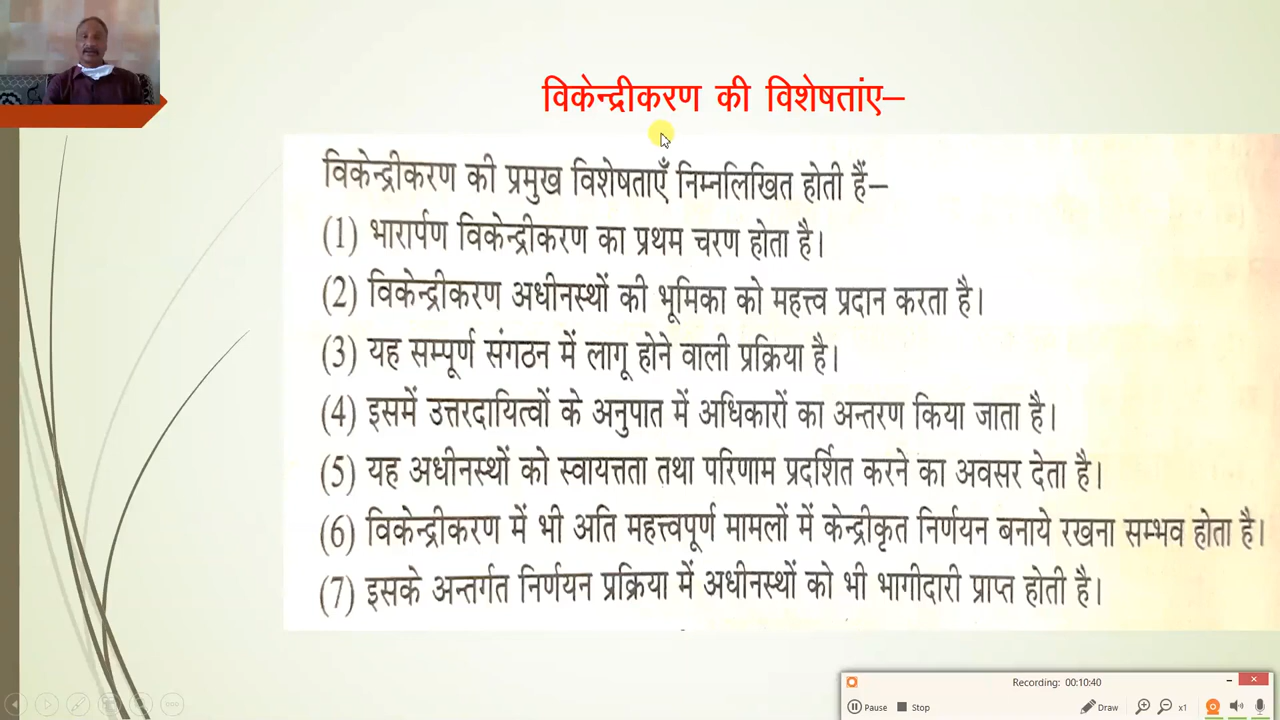 विकेन्द्रीकरण की विशेषतांए–
विकेन्द्रीकरण की प्रमुख विशेषताएँ निम्नलिखित होती हैं–
(1) भारार्पण विकेन्द्रीकरण का प्रथम चरण होता है।
(2) विकेन्द्रीकरण अधीनस्थों की भूमिका को महत्त्व प्रदान करता है।
(3) यह सम्पूर्ण संगठन में लागू होने वाली प्रक्रिया है।
(4) इसमें उत्तरदायित्वों के अनुपात में अधिकारों का अन्तरण किया जाता है।
(5) यह अधीनस्थों को स्वायत्तता तथा परिणाम प्रदर्शित करने का अवसर देता है।
(6) विकेन्द्रीकरण में भी अति महत्त्वपूर्ण मामलों में केन्द्रीकृत निर्णयन बनाये रखना सम्भव होता है।
(7) इसके अन्तर्गत निर्णयन प्रक्रिया में अधीनस्थों को भी भागीदारी प्राप्त होती है।
Recording: 00:10:40
Pause Stop Draw x1